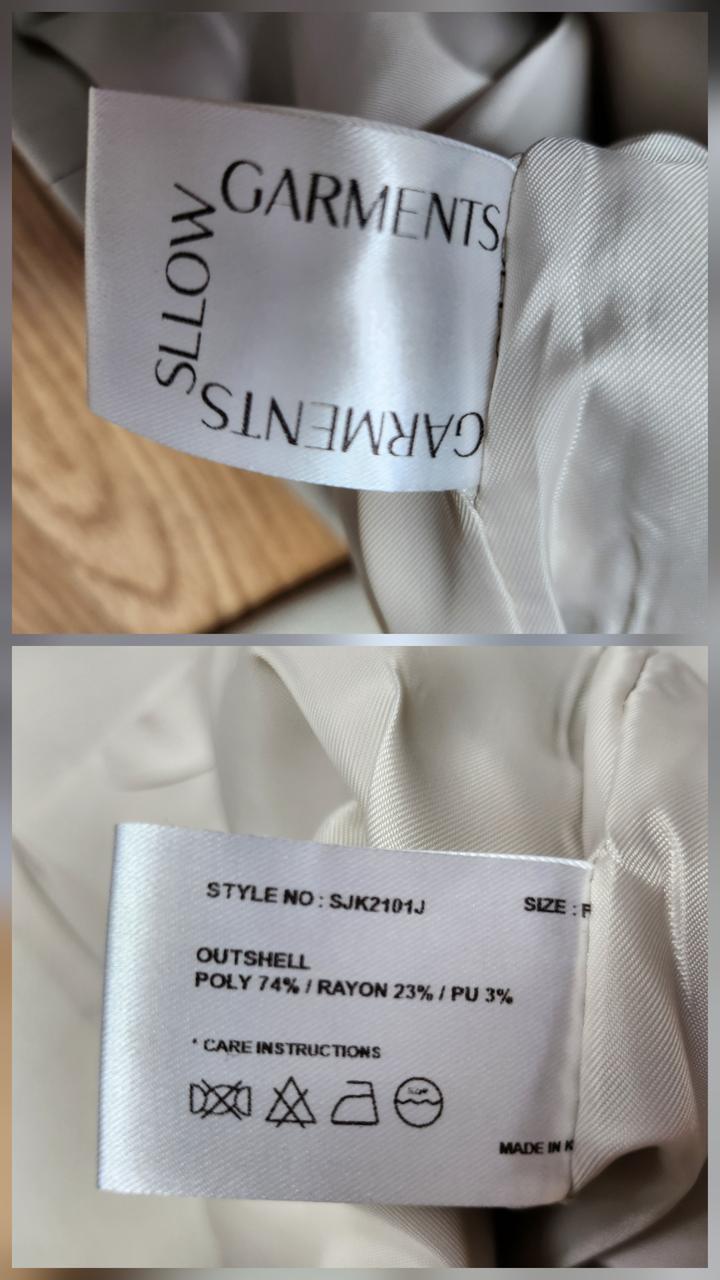 GARMENTS
SLLOW
GARMENTS
STYLE NO : SJK2101J
SIZE : F
OUTSHELL
POLY 74% / RAYON 23% / PU 3%
* CARE INSTRUCTIONS
MADE IN K